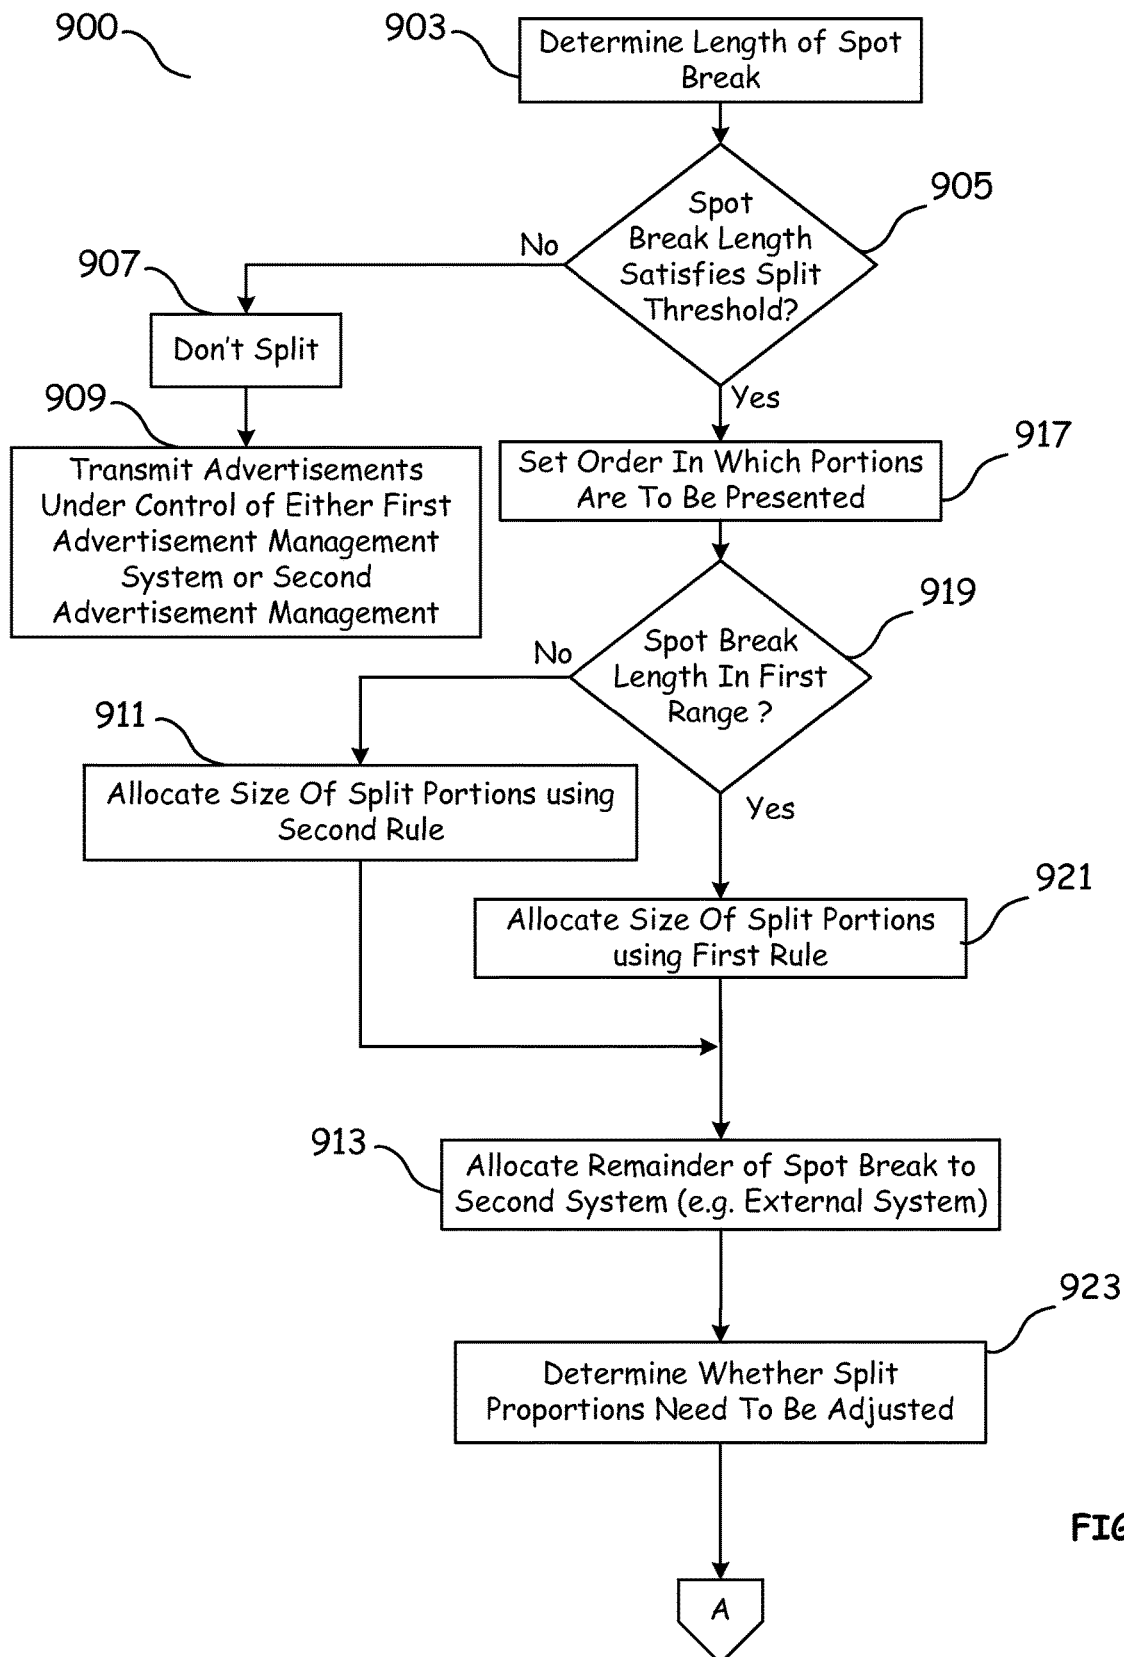 900
903
Determine Length of Spot
Break
905
Spot
Break Length
Satisfies Split
Threshold?
No
907
Don't Split
Yes
909
Transmit Advertisements
Under Control of Either First
Advertisement Management
System or Second
Advertisement Management
917
Set Order In Which Portions
Are To Be Presented
919
Spot Break
Length In First
Range ?
No
911
Allocate Size Of Split Portions using
Second Rule
Yes
921
Allocate Size Of Split Portions
using First Rule
913
Allocate Remainder of Spot Break to
Second System (e.g. External System)
923
Determine Whether Split
Proportions Need To Be Adjusted
FIG
A